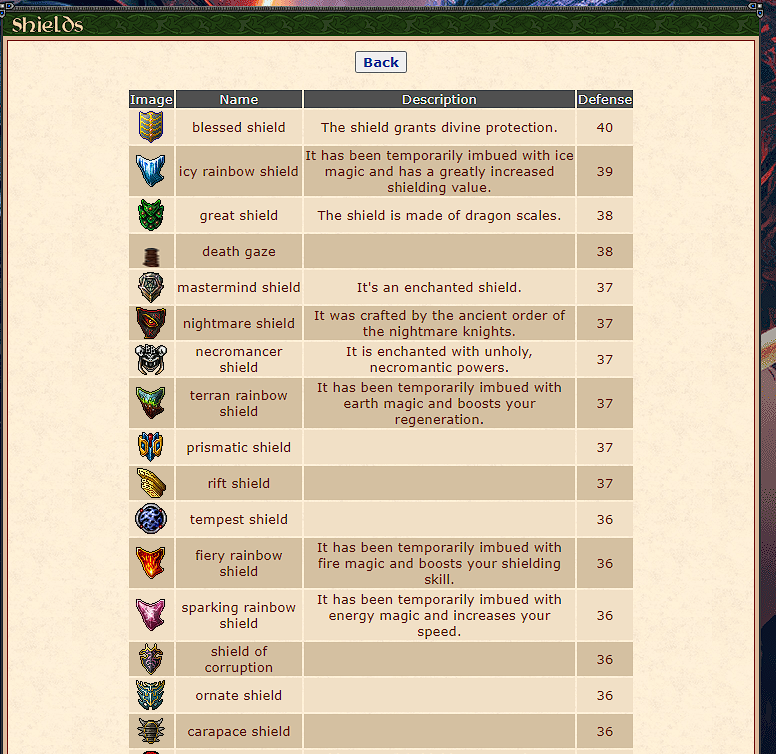 Shields
Back
Image Name Description Defense
blessed shield The shield grants divine protection. 40
It has been temporarily imbued with ice
icy rainbow shield magic and has a greatly increased 39
shielding value.
great shield The shield is made of dragon scales. 38
death gaze 38
mastermind shield It's an enchanted shield. 37
nightmare shield It was crafted by the ancient order of 37
the nightmare knights.
necromancer It is enchanted with unholy, 37
shield necromantic powers.
It has been temporarily imbued with
terran rainbow earth magic and boosts your 37
shield regeneration.
prismatic shield 37
rift shield 37
tempest shield 36
It has been temporarily imbued with
fiery rainbow fire magic and boosts your shielding 36
shield skill.
It has been temporarily imbued with
sparking rainbow energy magic and increases your 36
shield speed.
shield of 36
corruption
ornate shield 36
carapace shield 36